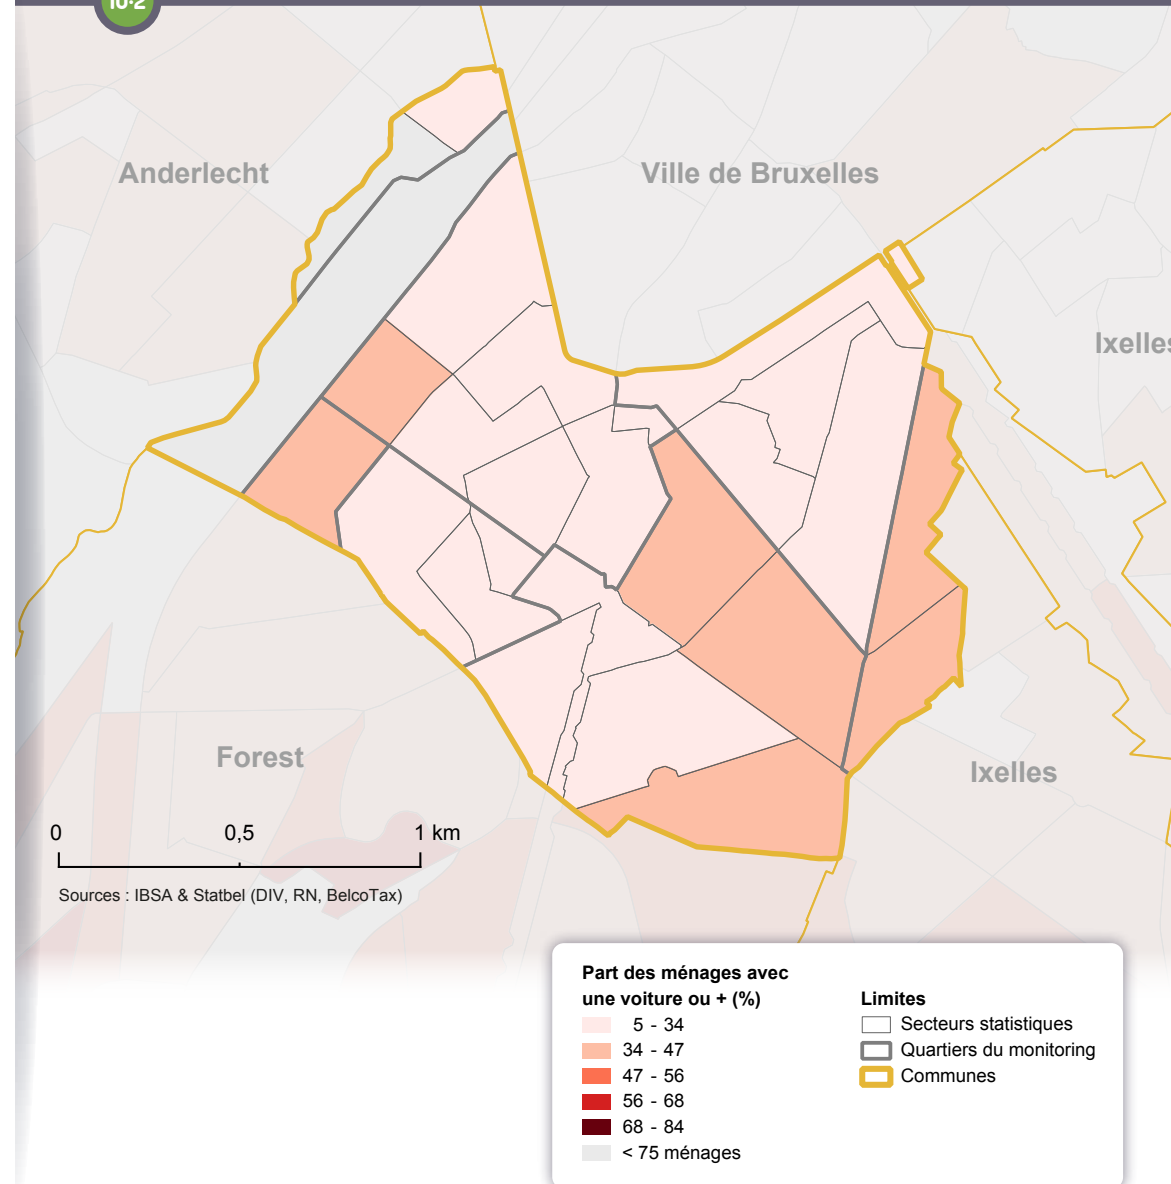 10·2
Anderlecht
Ville de Bruxelles
Ixelles
Forest
Ixelles
0 0,5 1 km
Sources : IBSA & Statbel (DIV, RN, BelcoTax)
Part des ménages avec
une voiture ou + (%)
5 - 34
34 - 47
47 - 56
56 - 68
68 - 84
< 75 ménages
Limites
Secteurs statistiques
Quartiers du monitoring
Communes